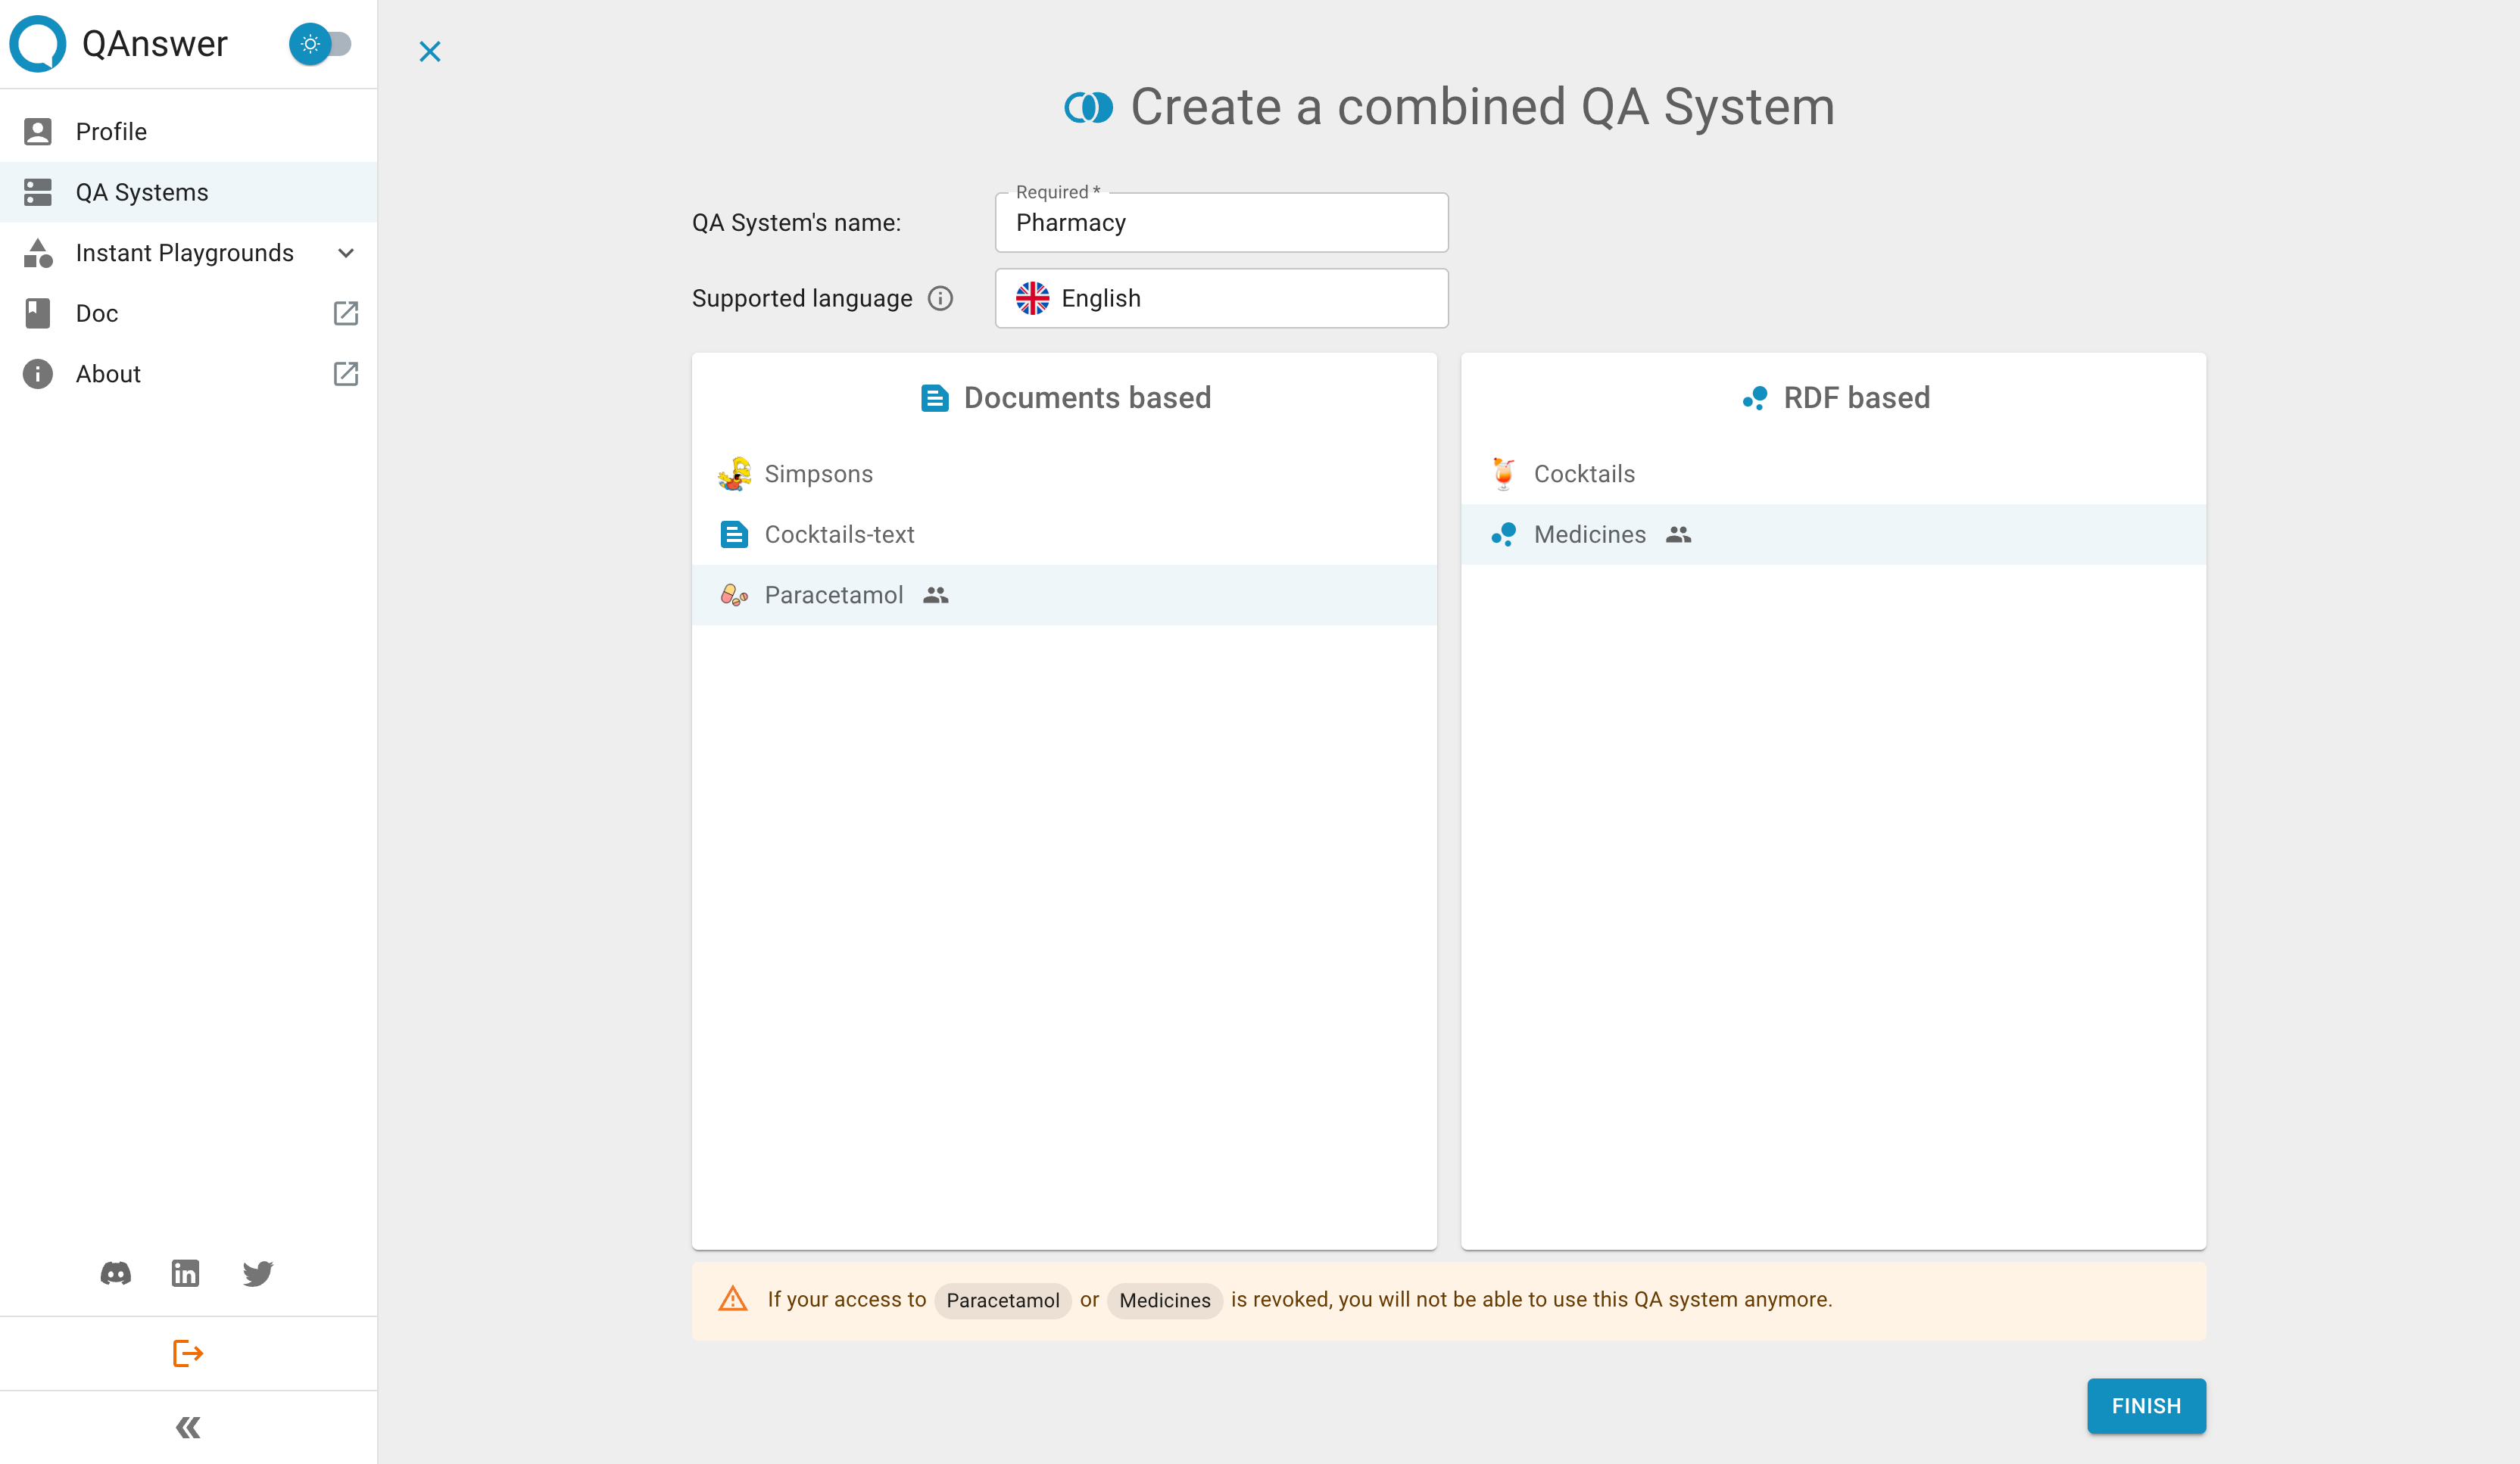 QAnswer
Profile
QA Systems
Instant Playgrounds
Doc
About
Create a combined QA System
QA System's name:
Required *
Pharmacy
Supported language
English
Documents based
Simpsons
Cocktails-text
Paracetamol
RDF based
Cocktails
Medicines
If your access to Paracetamol or Medicines is revoked, you will not be able to use this QA system anymore.
FINISH